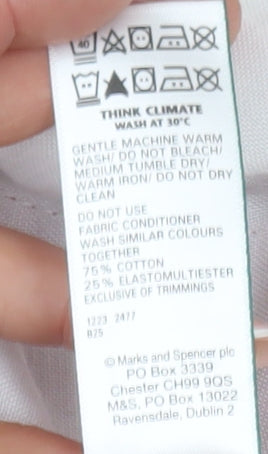 40
THINK CLIMATE
WASH AT 30°C
GENTLE MACHINE WARM
WASH/ DO NOT BLEACH/
MEDIUM TUMBLE DRY/
WARM IRON/ DO NOT DRY
CLEAN
DO NOT USE
FABRIC CONDITIONER
WASH SIMILAR COLOURS
TOGETHER
75% COTTON
25% ELASTOMULTIESTER
EXCLUSIVE OF TRIMMINGS
1223 2477
R25
© Marks and Spencer plc
PO Box 3339
Chester CH99 9QS
M&S, PO Box 13022
Ravensdale, Dublin 2